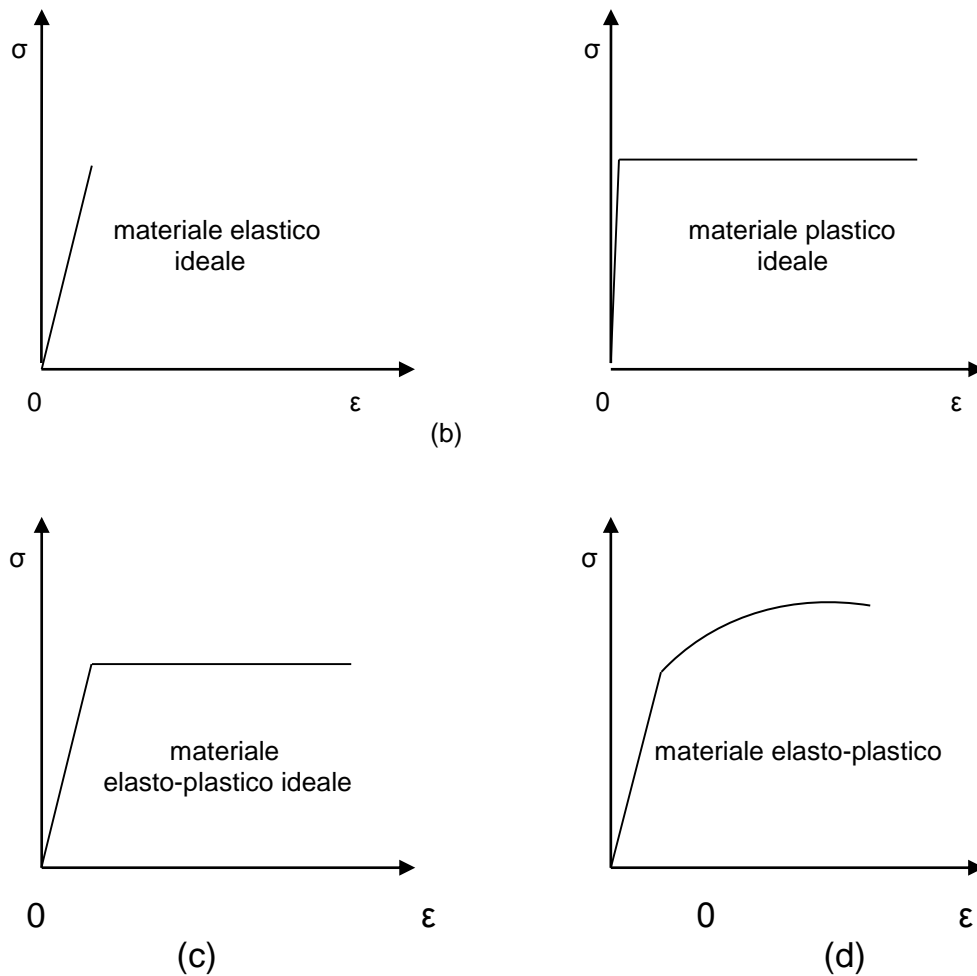 σ
materiale elastico
ideale
0
ε
σ
materiale plastico
ideale
0
ε
(b)
σ
materiale
elasto-plastico ideale
0
ε
(c)
σ
materiale elasto-plastico
0
ε
(d)